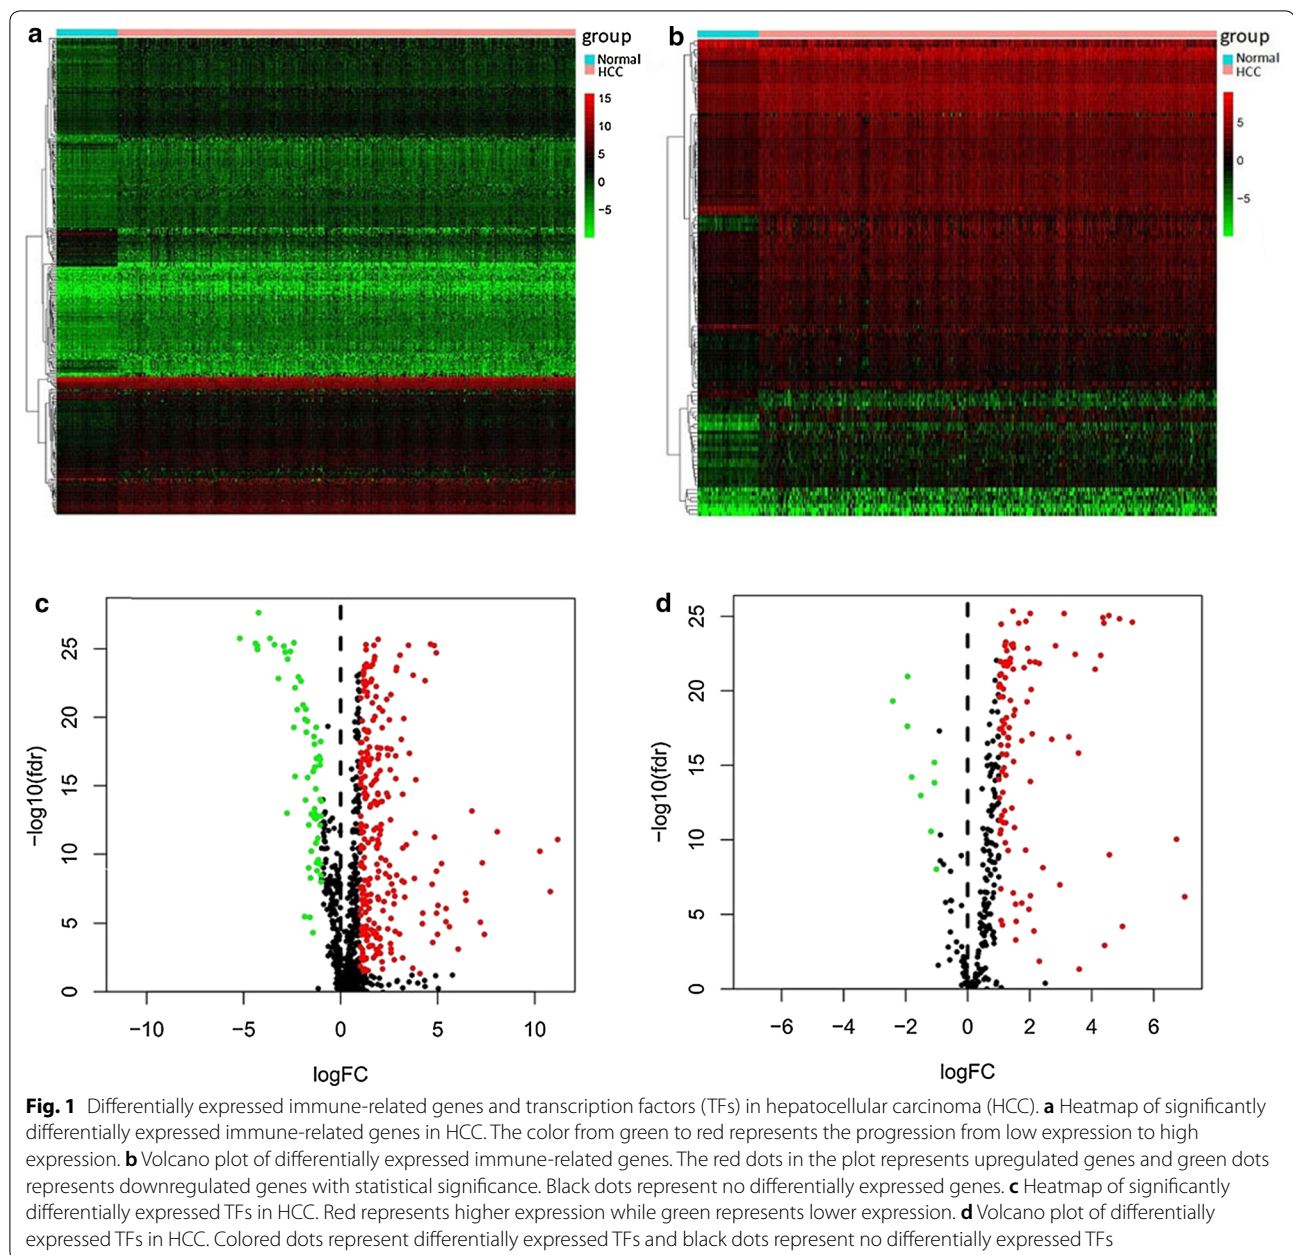 a
group
Normal
HCC
15
10
5
0
−5
b
group
Normal
HCC
5
0
−5
c
−log10(fdr)
25
20
15
10
5
0
−10 −5 0 5 10
logFC
d
−log10(fdr)
25
20
15
10
5
0
−6 −4 −2 0 2 4 6
logFC
Fig. 1 Differentially expressed immune-related genes and transcription factors (TFs) in hepatocellular carcinoma (HCC). a Heatmap of significantly
differentially expressed immune-related genes in HCC. The color from green to red represents the progression from low expression to high
expression. b Volcano plot of differentially expressed immune-related genes. The red dots in the plot represents upregulated genes and green dots
represents downregulated genes with statistical significance. Black dots represent no differentially expressed genes. c Heatmap of significantly
differentially expressed TFs in HCC. Red represents higher expression while green represents lower expression. d Volcano plot of differentially
expressed TFs in HCC. Colored dots represent differentially expressed TFs and black dots represent no differentially expressed TFs